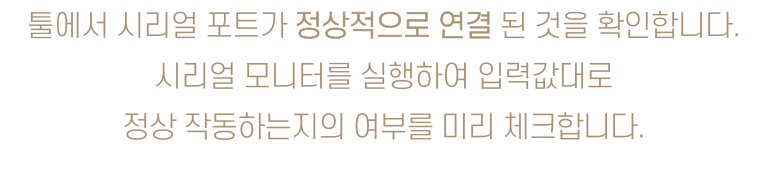 툴에서 시리얼 포트가 정상적으로 연결 된 것을 확인합니다.
시리얼 모니터를 실행하여 입력값대로
정상 작동하는지의 여부를 미리 체크합니다.